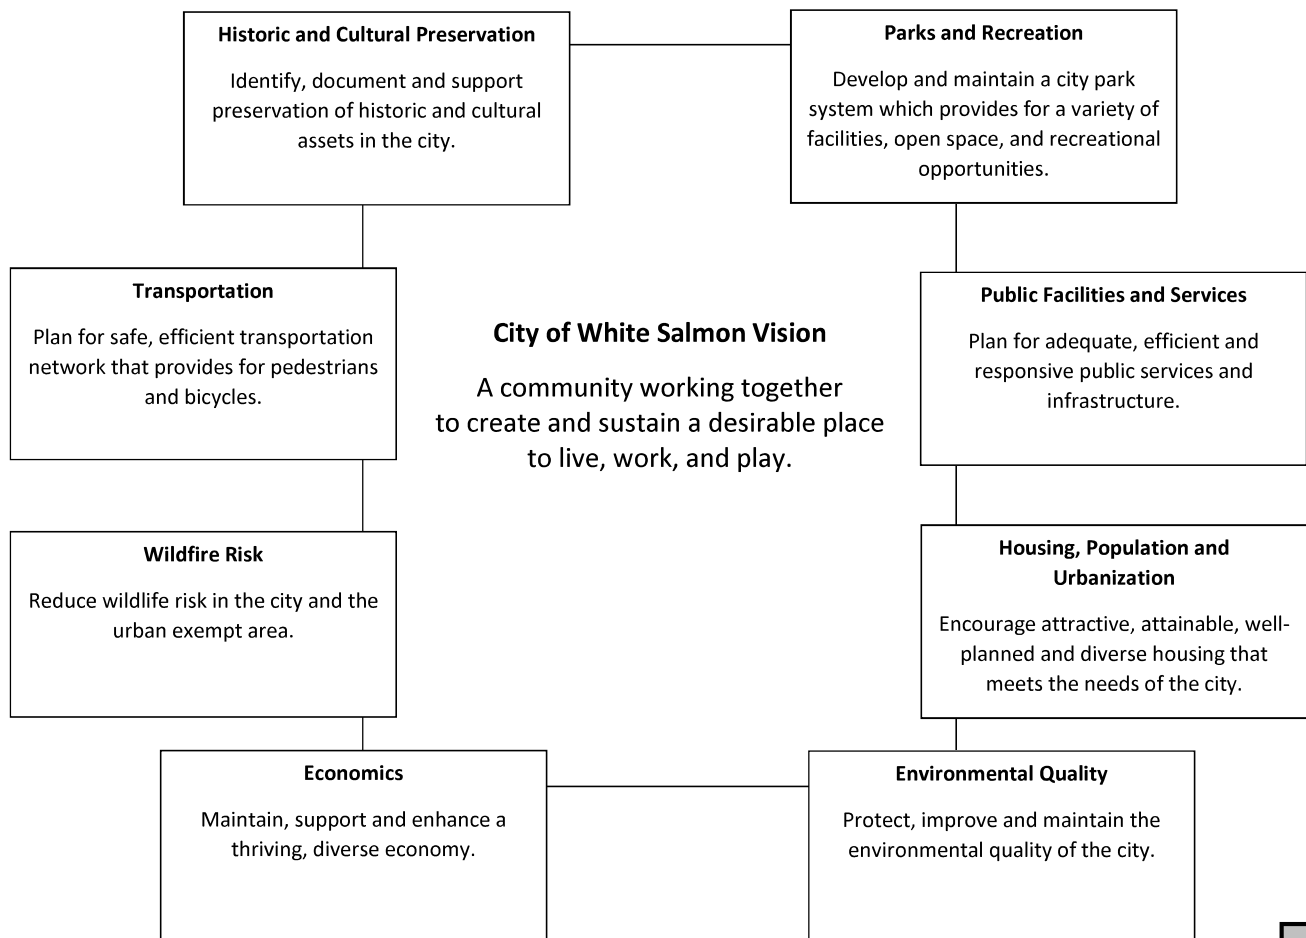 Historic and Cultural Preservation
Identify, document and support
preservation of historic and cultural
assets in the city.
Parks and Recreation
Develop and maintain a city park
system which provides for a variety of
facilities, open space, and recreational
opportunities.
Transportation
Plan for safe, efficient transportation
network that provides for pedestrians
and bicycles.
City of White Salmon Vision
A community working together
to create and sustain a desirable place
to live, work, and play.
Public Facilities and Services
Plan for adequate, efficient and
responsive public services and
infrastructure.
Wildfire Risk
Reduce wildlife risk in the city and the
urban exempt area.
Housing, Population and
Urbanization
Encourage attractive, attainable, well-
planned and diverse housing that
meets the needs of the city.
Economics
Maintain, support and enhance a
thriving, diverse economy.
Environmental Quality
Protect, improve and maintain the
environmental quality of the city.